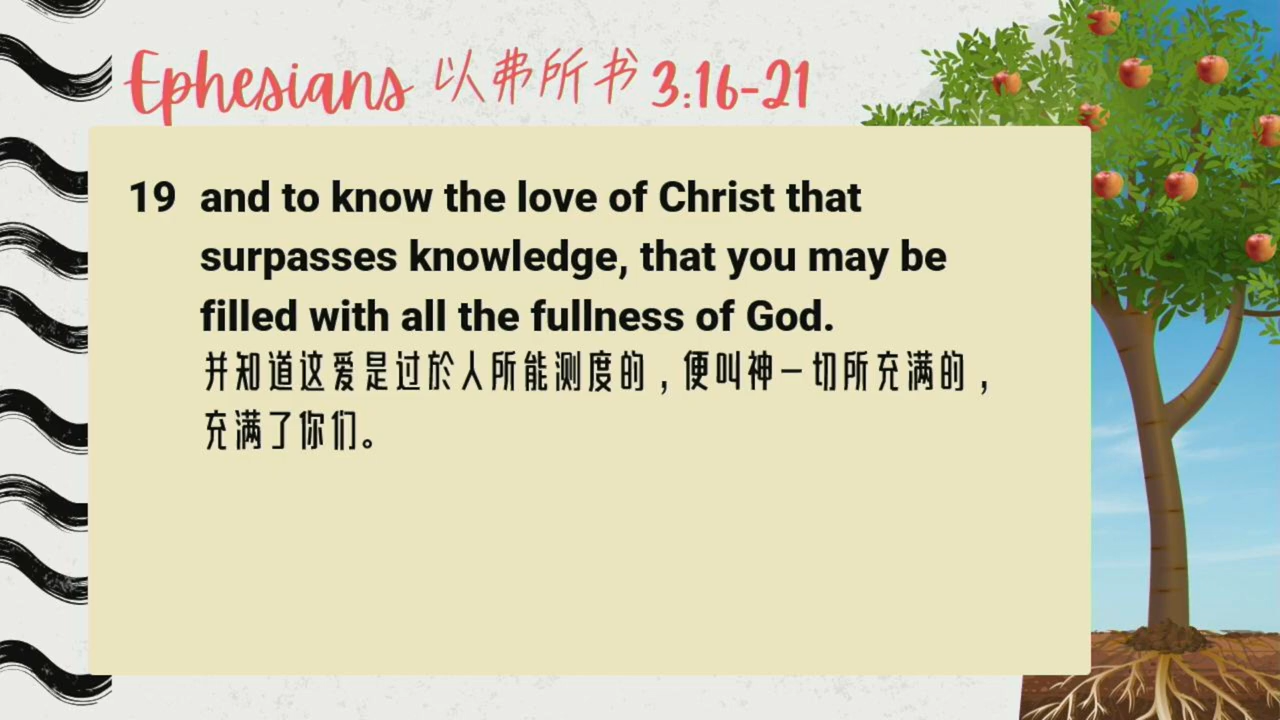 Ephesians 以弗所书 3:16-21
19 and to know the love of Christ that
surpasses knowledge, that you may be
filled with all the fullness of God.
并知道这爱是过於人所能测度的，便叫神一切所充满的，
充满了你们。